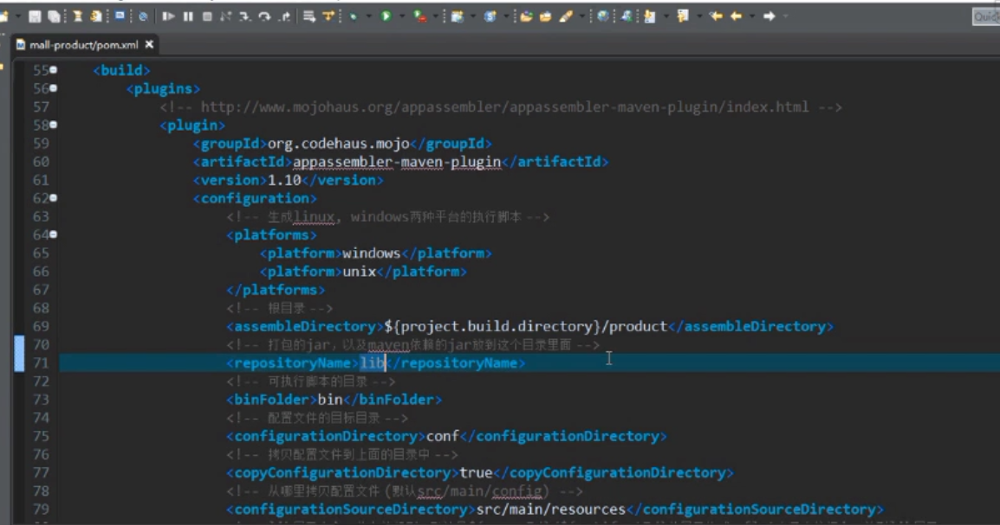 Quick
mall-product/pom.xml
55 <build>
56 <plugins>
57 <!-- http://www.mojohaus.org/appassembler/appassembler-maven-plugin/index.html -->
58 <plugin>
59 <groupId>org.codehaus.mojo</groupId>
60 <artifactId>appassembler-maven-plugin</artifactId>
61 <version>1.10</version>
62 <configuration>
63 <!-- 生成linux, windows两种平台的执行脚本 -->
64 <platforms>
65 <platform>windows</platform>
66 <platform>unix</platform>
67 </platforms>
68 <!-- 根目录 -->
69 <assembleDirectory>${project.build.directory}/product</assembleDirectory>
70 <!-- 打包的jar，以及maven依赖的jar放到这个目录里面 -->
71 <repositoryName>lib</repositoryName>
72 <!-- 可执行脚本的目录 -->
73 <binFolder>bin</binFolder>
74 <!-- 配置文件的目标目录 -->
75 <configurationDirectory>conf</configurationDirectory>
76 <!-- 拷贝配置文件到上面的目录中 -->
77 <copyConfigurationDirectory>true</copyConfigurationDirectory>
78 <!-- 从哪里拷贝配置文件 (默认src/main/config) -->
79 <configurationSourceDirectory>src/main/resources</configurationSourceDirectory>